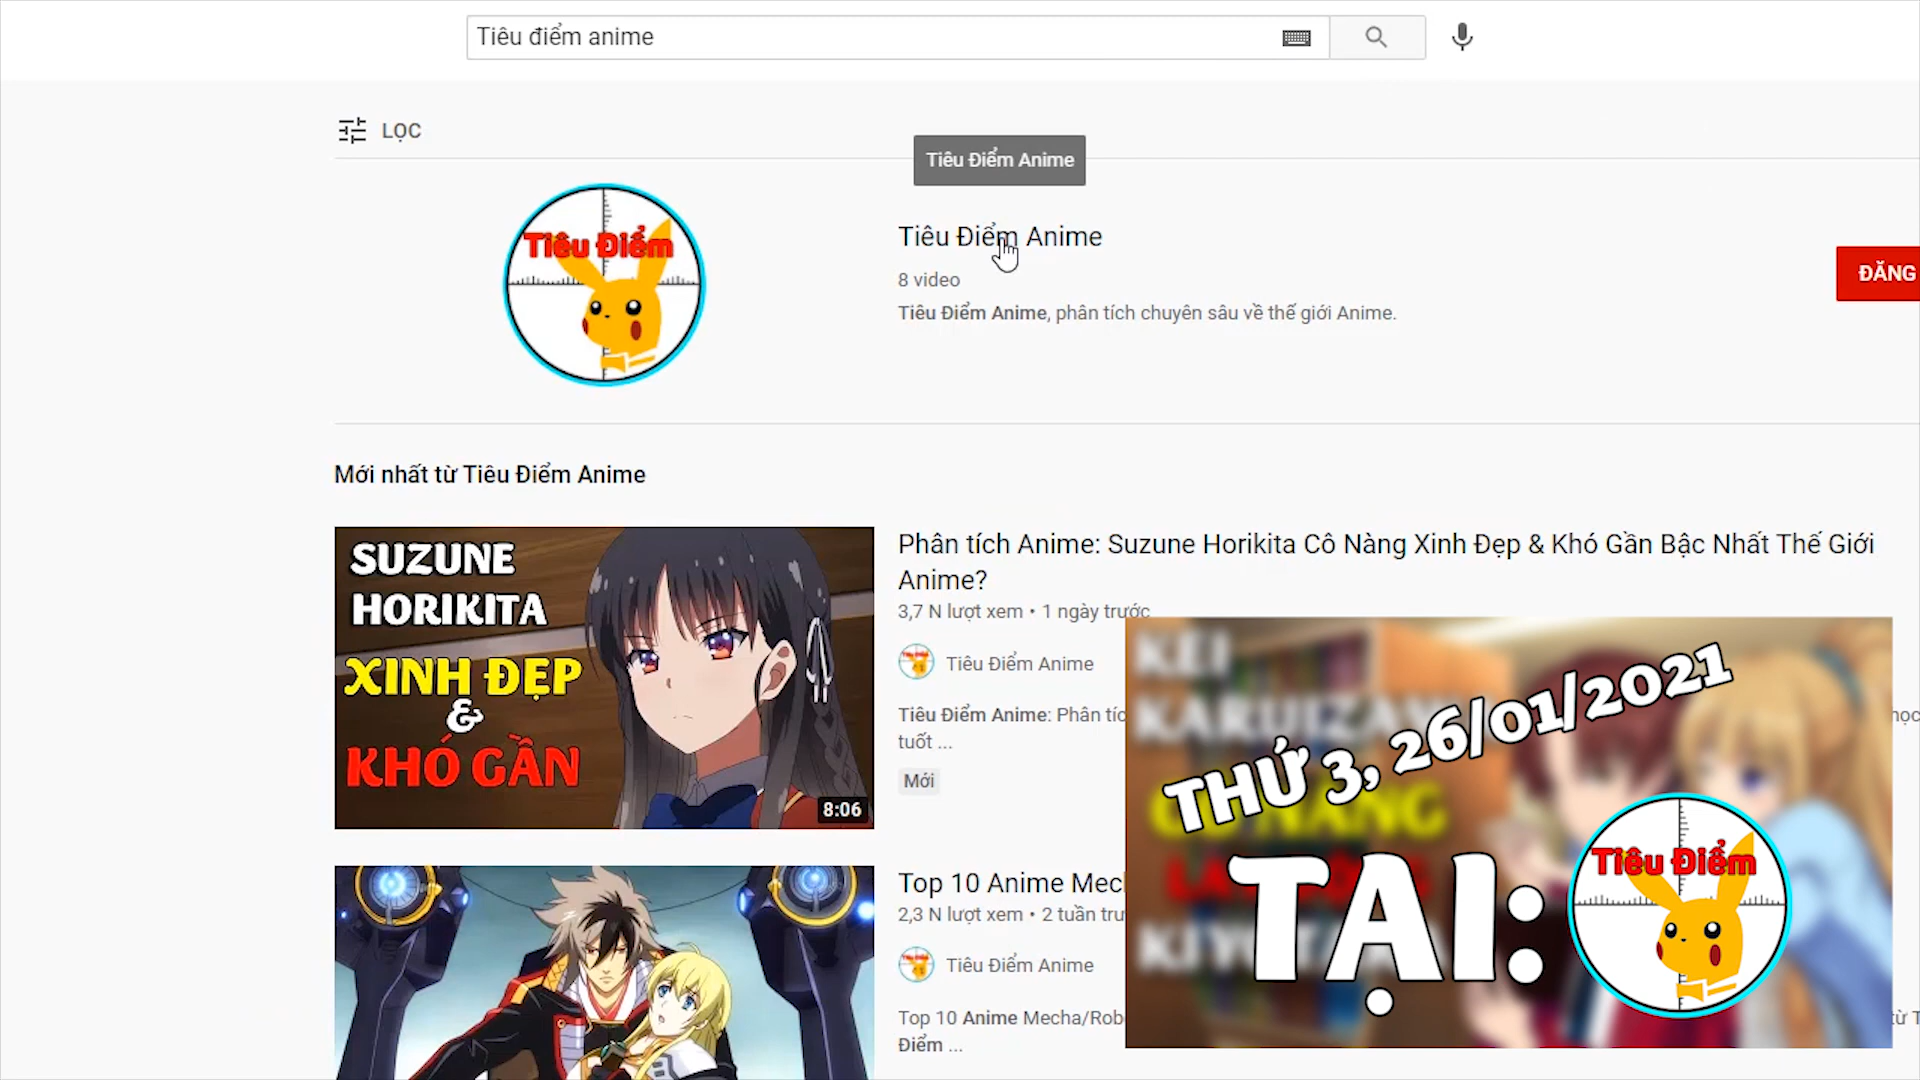 Tiêu điểm anime
LỌC
Tiêu Điểm Anime
Tiêu Điểm
Tiêu Điểm Anime
8 video
Tiêu Điểm Anime, phân tích chuyên sâu về thế giới Anime.
ĐĂNG
Mới nhất từ Tiêu Điểm Anime
SUZUNE
HORIKITA
XINH ĐẸP
&
KHÓ GẦN
8:06
Phân tích Anime: Suzune Horikita Cô Nàng Xinh Đẹp & Khó Gần Bậc Nhất Thế Giới
Anime?
3,7 N lượt xem • 1 ngày trước
Tiêu Điểm Anime
Tiêu Điểm Anime: Phân tíc
tuốt ...
Mới
Top 10 Anime Mec
2,3 N lượt xem • 2 tuần trư
Tiêu Điểm Anime
Top 10 Anime Mecha/Rob
Điểm ...
KEI
THỨ 3, 26/01/2021
TẠI:
Tiêu Điểm